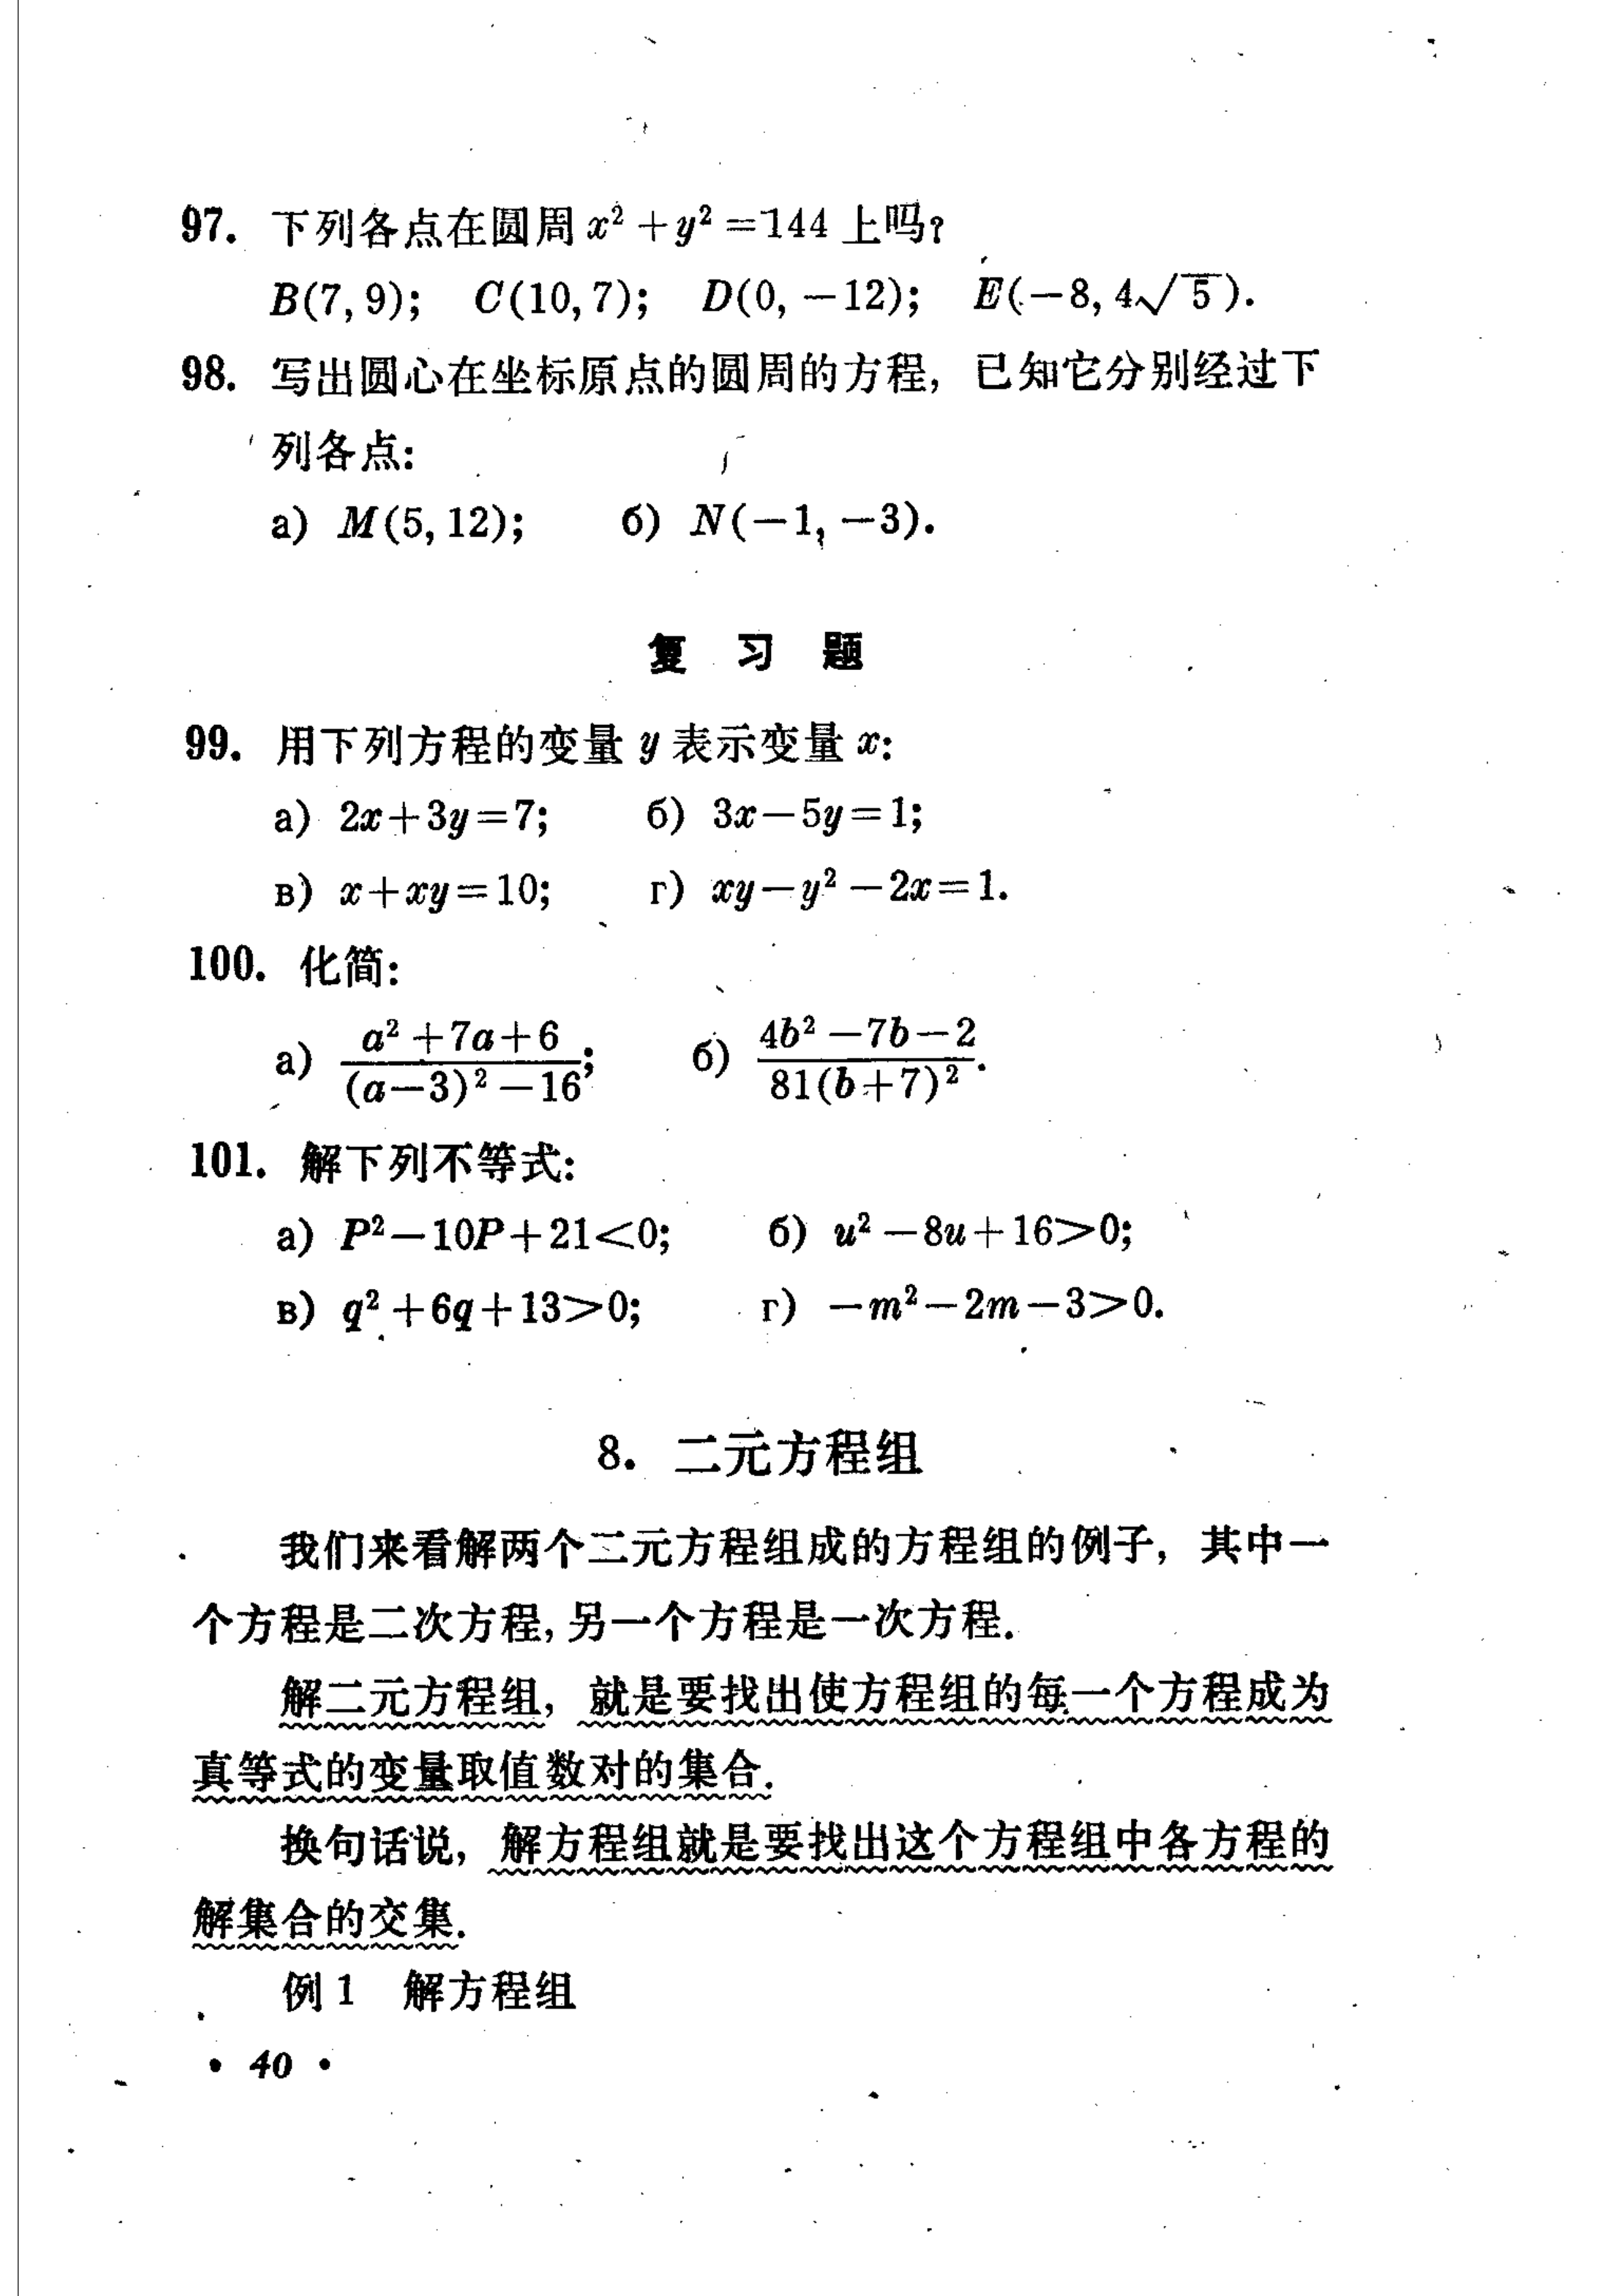 97. 下列各点在圆周 x² + y² = 144 上吗?
B(7, 9); C(10, 7); D(0, −12); E(−8, 4√5).
98. 写出圆心在坐标原点的圆周的方程, 已知它分别经过下
列各点:
а) M(5, 12); б) N(−1, −3).
复 习 题
99. 用下列方程的变量 y 表示变量 x:
а) 2x+3y=7; б) 3x−5y=1;
в) x+xy=10; г) xy−y²−2x=1.
100. 化简:
а) (a²+7a+6)/((a−3)²−16); б) (4b²−7b−2)/(81(b+7)²).
101. 解下列不等式:
а) P²−10P+21<0; б) u²−8u+16>0;
в) q²+6q+13>0; г) −m²−2m−3>0.
8. 二元方程组
我们来看解两个二元方程组成的方程组的例子, 其中一
个方程是二次方程, 另一个方程是一次方程.
解二元方程组, 就是要找出使方程组的每一个方程成为
真等式的变量取值数对的集合.
换句话说, 解方程组就是要找出这个方程组中各方程的
解集合的交集.
例 1 解方程组
• 40 •